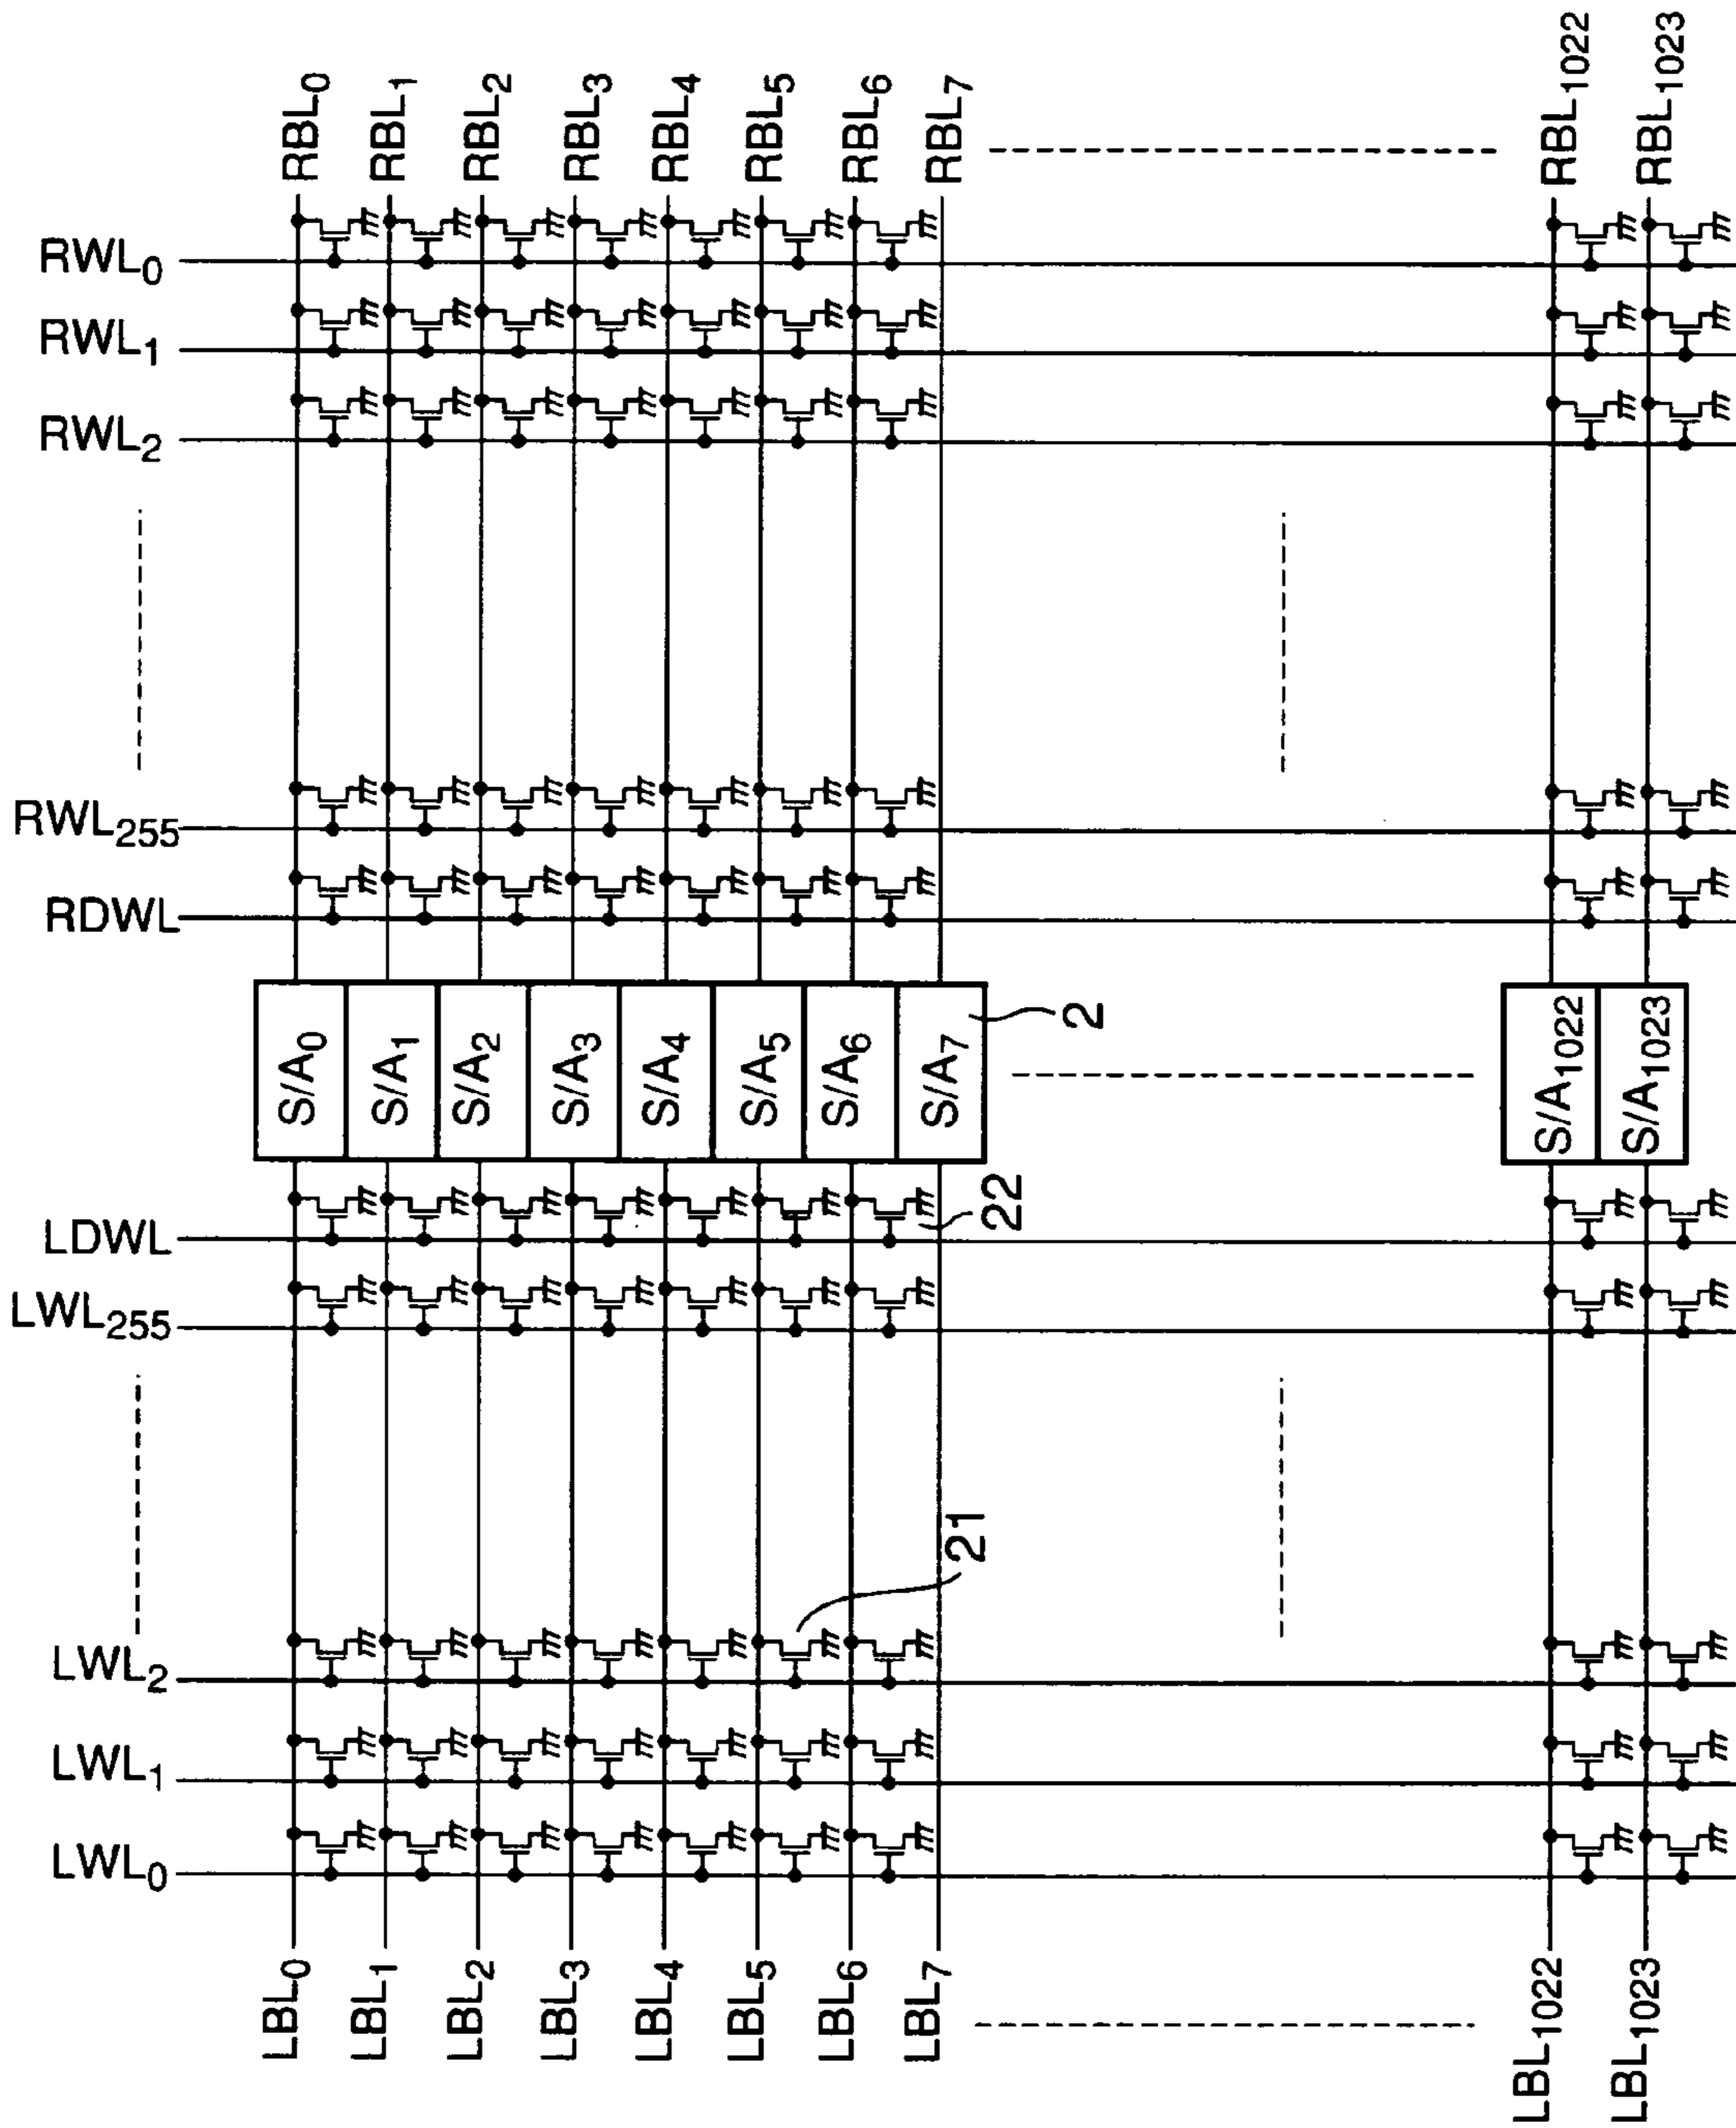 RBL0
RBL1
RBL2
RBL3
RBL4
RBL5
RBL6
RBL7
RBL1022
RBL1023
RWL0
RWL1
RWL2
RWL255
RDWL
S/A0
S/A1
S/A2
S/A3
S/A4
S/A5
S/A6
S/A7
2
S/A1022
S/A1023
LDWL
22
LWL255
21
LWL2
LWL1
LWL0
LBL0
LBL1
LBL2
LBL3
LBL4
LBL5
LBL6
LBL7
LBL1022
LBL1023